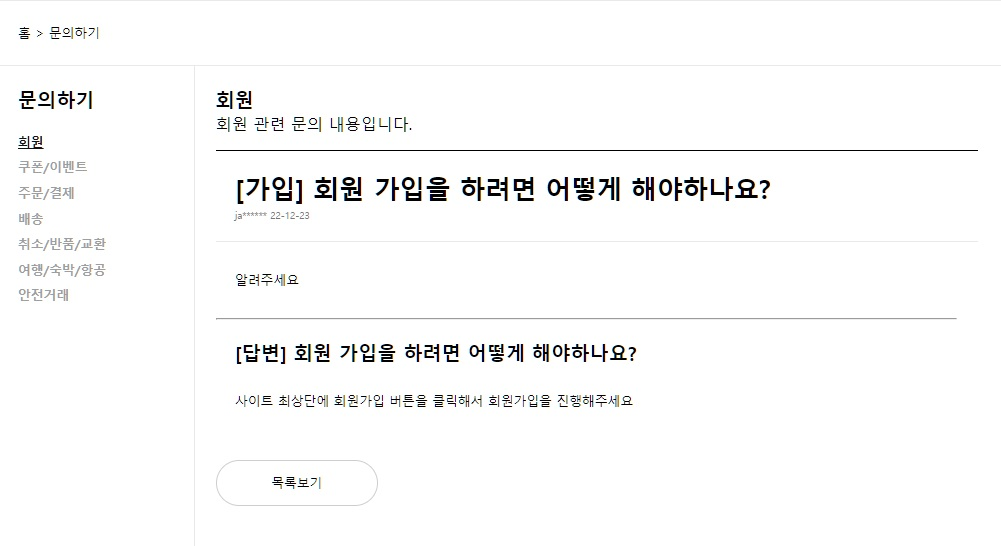 홈 > 문의하기
문의하기
회원
쿠폰/이벤트
주문/결제
배송
취소/반품/교환
여행/숙박/항공
안전거래
회원
회원 관련 문의 내용입니다.
[가입] 회원 가입을 하려면 어떻게 해야하나요?
ja****** 22-12-23
알려주세요
[답변] 회원 가입을 하려면 어떻게 해야하나요?
사이트 최상단에 회원가입 버튼을 클릭해서 회원가입을 진행해주세요
목록보기